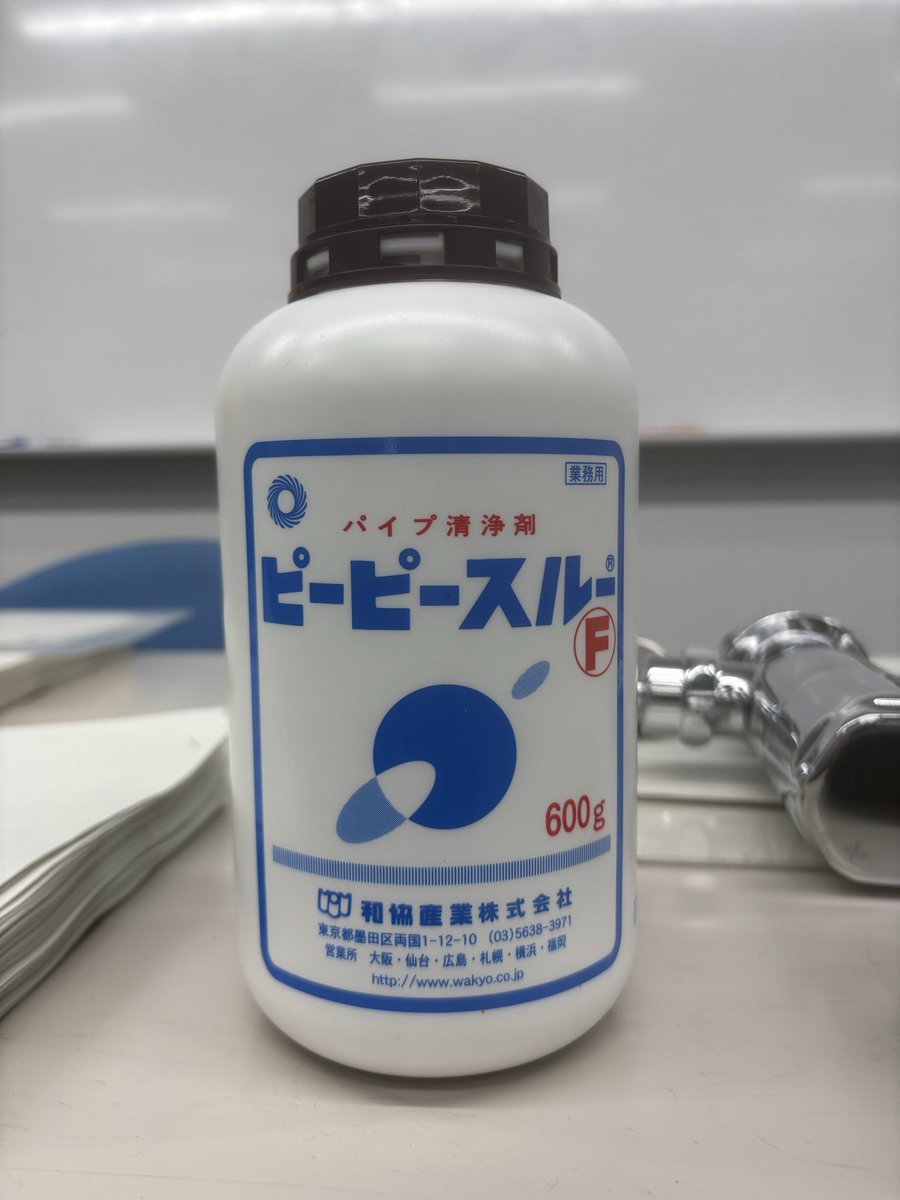 業務用
パイプ清浄剤
ピーピースルー®
F
600g
和協産業株式会社
東京都墨田区両国1-12-10 (03)5638-3971
営業所 大阪・仙台・広島・札幌・横浜・福岡
http://www.wakyo.co.jp